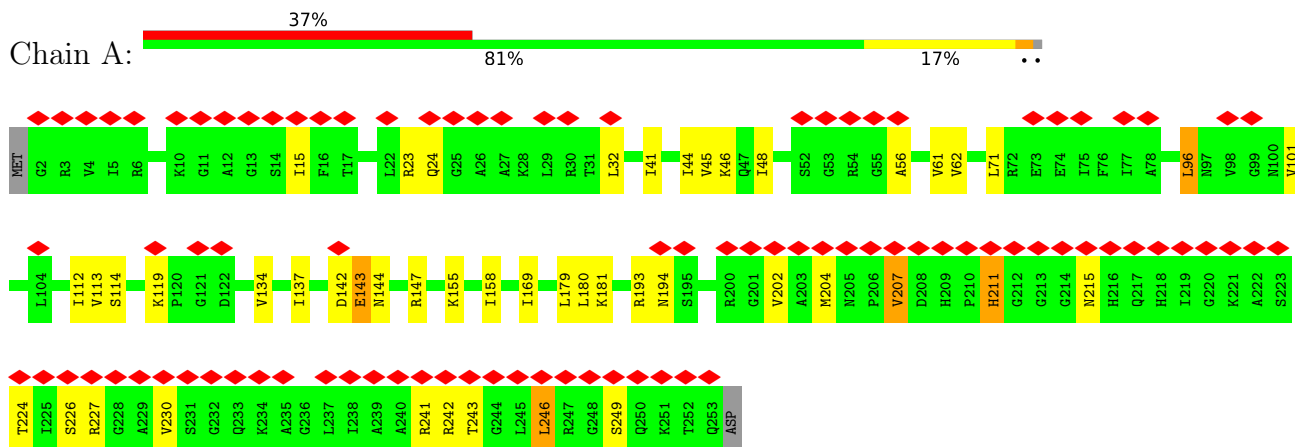 37%
Chain A:
81% 17% • •
MET G2 R3 V4 I5 R6 K10 G11 A12 G13 S14 I15 F16 T17 L22 R23 Q24 G25 A26 A27 K28 L29 R30 T31 L32 I41 I44 V45 K46 Q47 I48 S52 G53 R54 G55 A56 V61 V62 L71 R72 E73 E74 I75 F76 I77 A78 L96 N97 V98 G99 N100 V101
L104 I112 V113 S114 K119 P120 G121 D122 V134 I137 D142 E143 N144 R147 K155 I158 I169 L179 L180 K181 R193 N194 S195 R200 G201 V202 A203 M204 N205 P206 V207 D208 H209 P210 H211 G212 G213 G214 N215 H216 Q217 H218 I219 G220 K221 A222 S223
T224 I225 S226 R227 G228 A229 V230 S231 G232 Q233 K234 A235 G236 L237 I238 A239 A240 R241 R242 T243 G244 L245 L246 R247 G248 S249 Q250 K251 T252 Q253 ASP